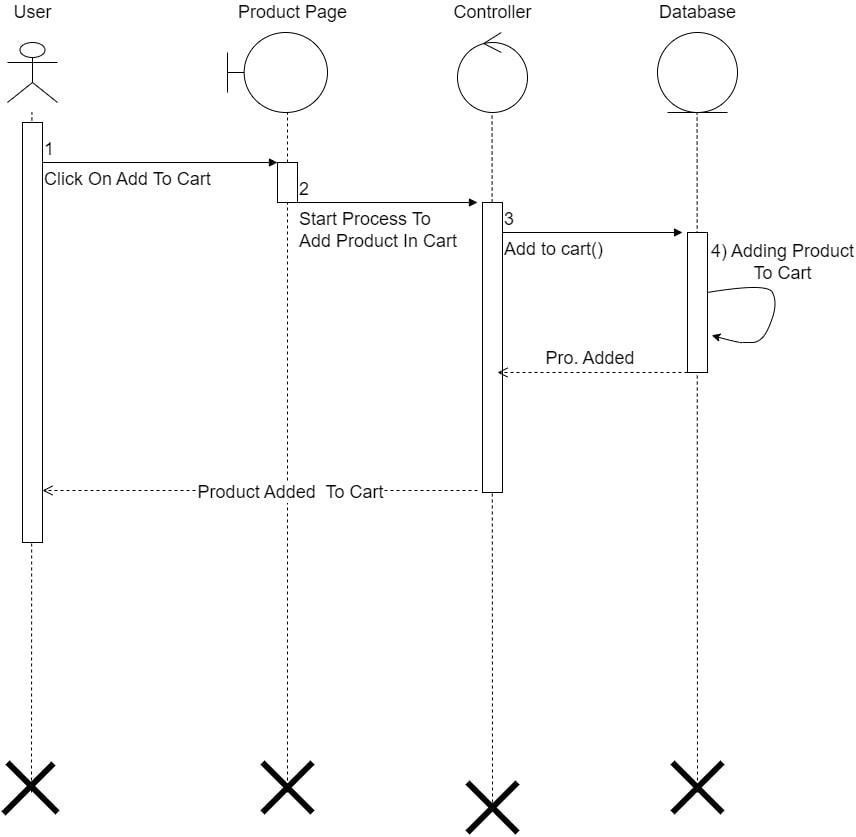 User
Product Page
Controller
Database
1
Click On Add To Cart
2
Start Process To
Add Product In Cart
3
Add to cart()
4) Adding Product
To Cart
Pro. Added
Product Added  To Cart